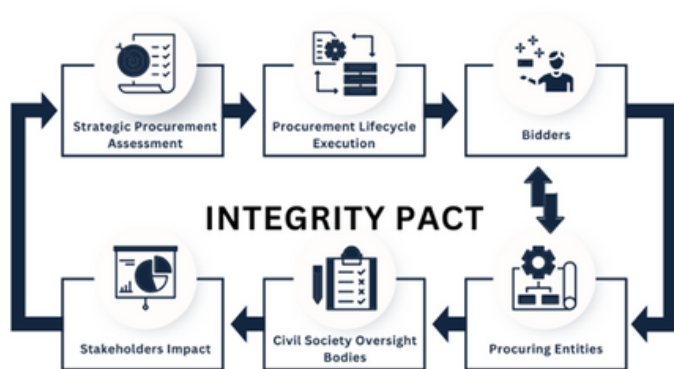 Strategic Procurement
Assessment
Procurement Lifecycle
Execution
Bidders
INTEGRITY PACT
Stakeholders Impact
Civil Society Oversight
Bodies
Procuring Entities